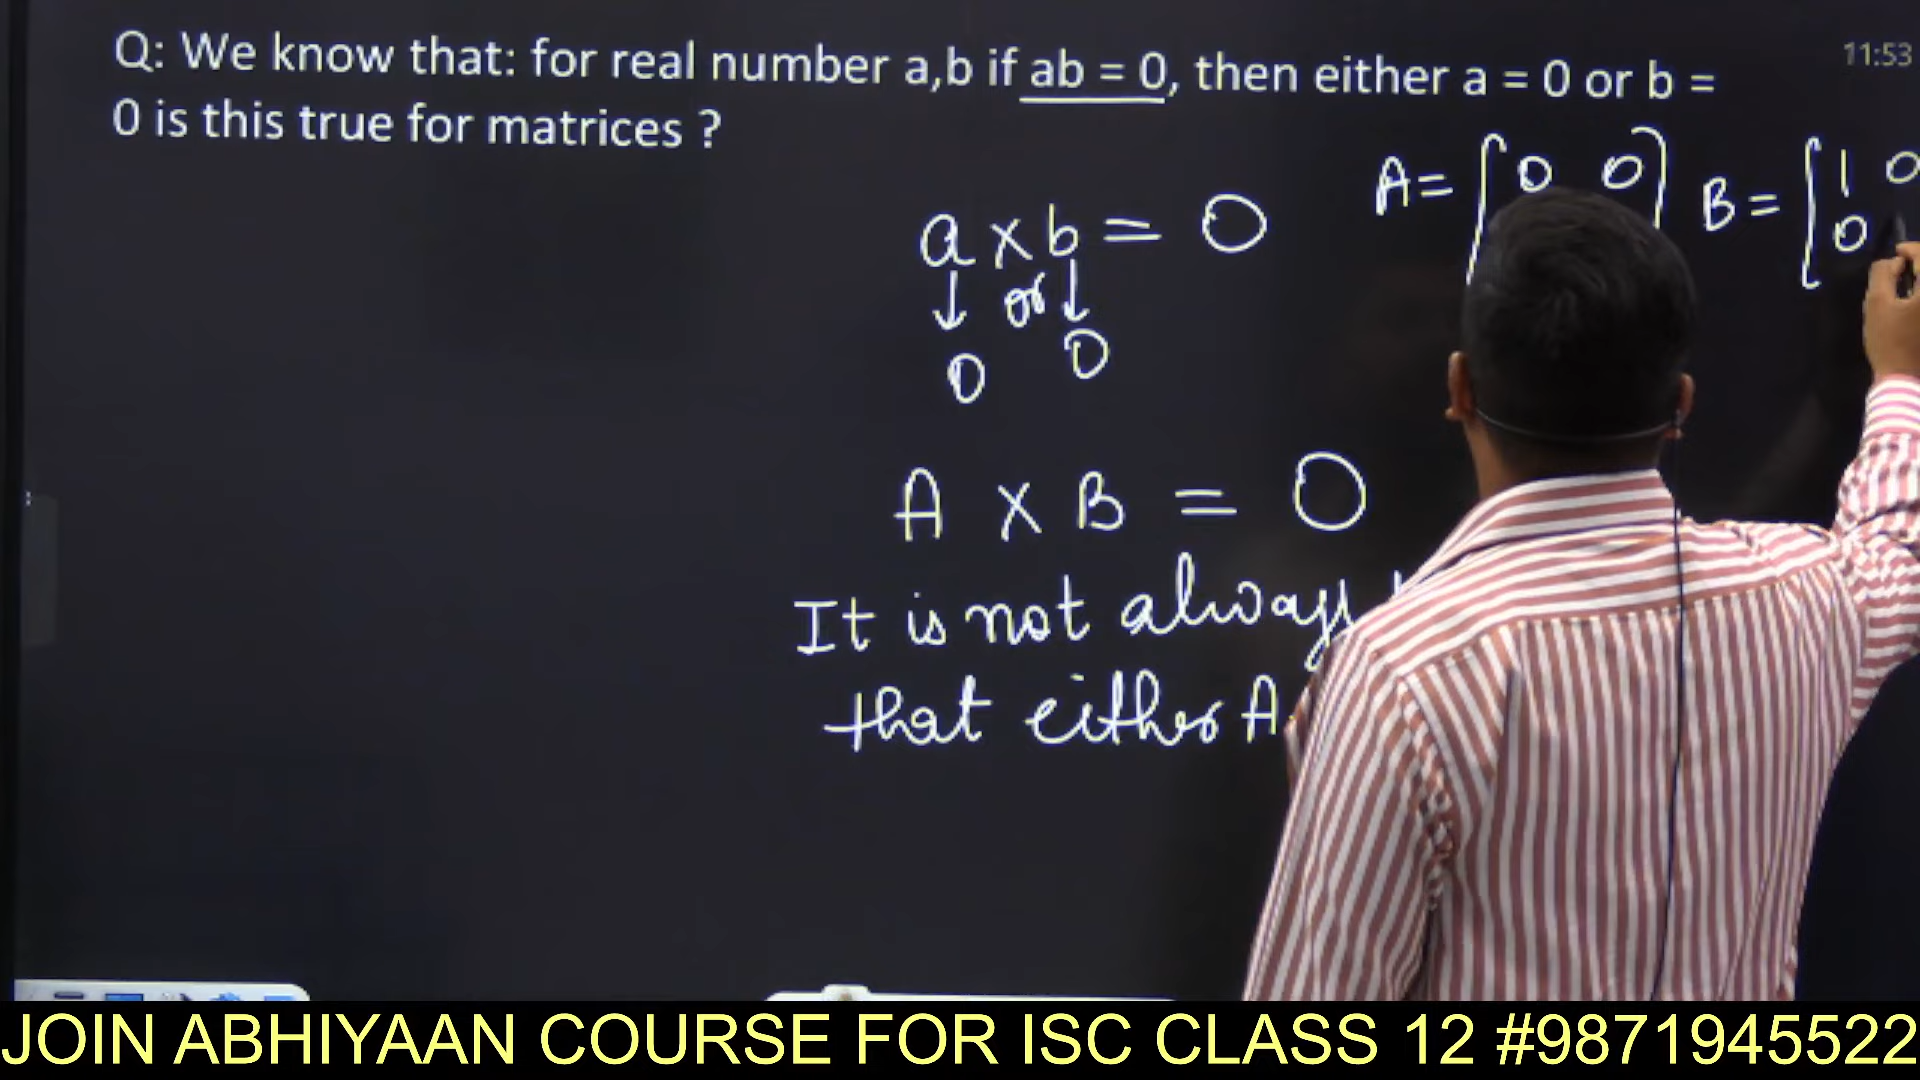 Q: We know that: for real number a,b if ab = 0, then either a = 0 or b =
0 is this true for matrices ?
11:53
A = [ 0 0 ] B = [ 1 0
0
a x b = 0
↓ or ↓
0 0
A x B = 0
It is not always
that either A
JOIN ABHIYAAN COURSE FOR ISC CLASS 12 #9871945522